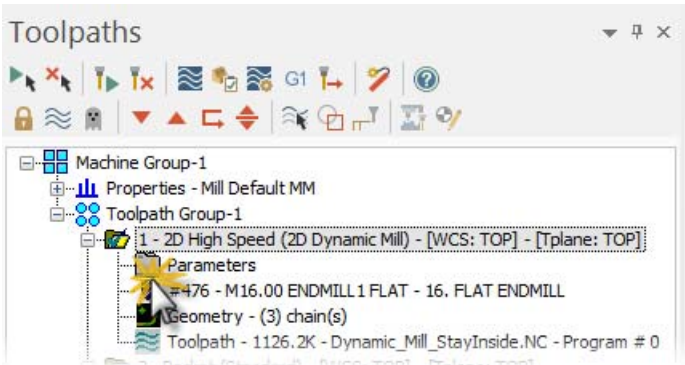 Toolpaths
G1
Machine Group-1
Properties - Mill Default MM
Toolpath Group-1
1 - 2D High Speed (2D Dynamic Mill) - [WCS: TOP] - [Tplane: TOP]
Parameters
#476 - M16.00 ENDMILL1 FLAT - 16. FLAT ENDMILL
Geometry - (3) chain(s)
Toolpath - 1126.2K - Dynamic_Mill_StayInside.NC - Program # 0